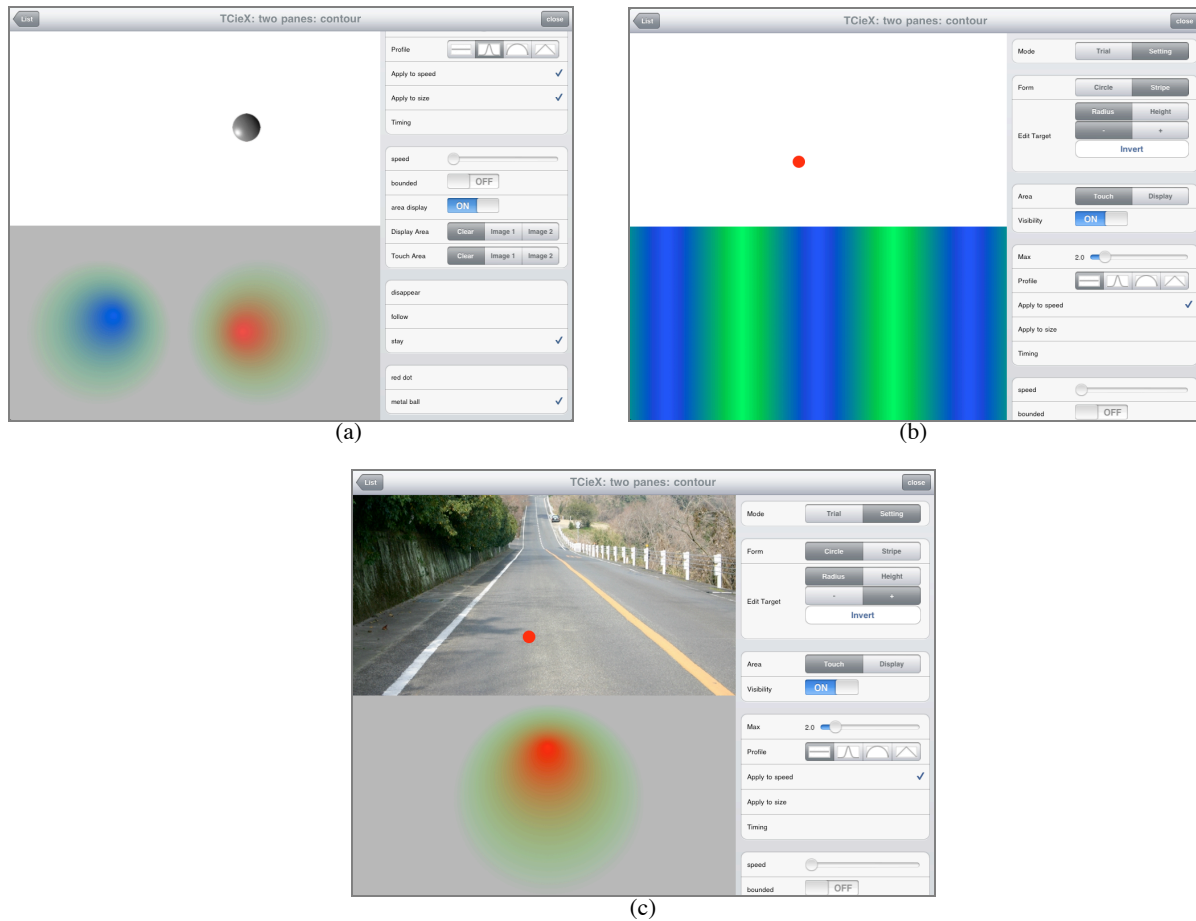 List
TCieX: two panes: contour
close
Profile
Apply to speed
Apply to size
Timing
speed
bounded OFF
area display ON
Display Area Clear Image 1 Image 2
Touch Area Clear Image 1 Image 2
disappear
follow
stay
red dot
metal ball
(a)
List
TCieX: two panes: contour
close
Mode Trial Setting
Form Circle Stripe
Radius Height
Edit Target - +
Invert
Area Touch Display
Visibility ON
Max 2.0
Profile
Apply to speed
Apply to size
Timing
speed
bounded OFF
(b)
List
TCieX: two panes: contour
close
Mode Trial Setting
Form Circle Stripe
Radius Height
Edit Target - +
Invert
Area Touch Display
Visibility ON
Max 2.0
Profile
Apply to speed
Apply to size
Timing
speed
bounded OFF
(c)